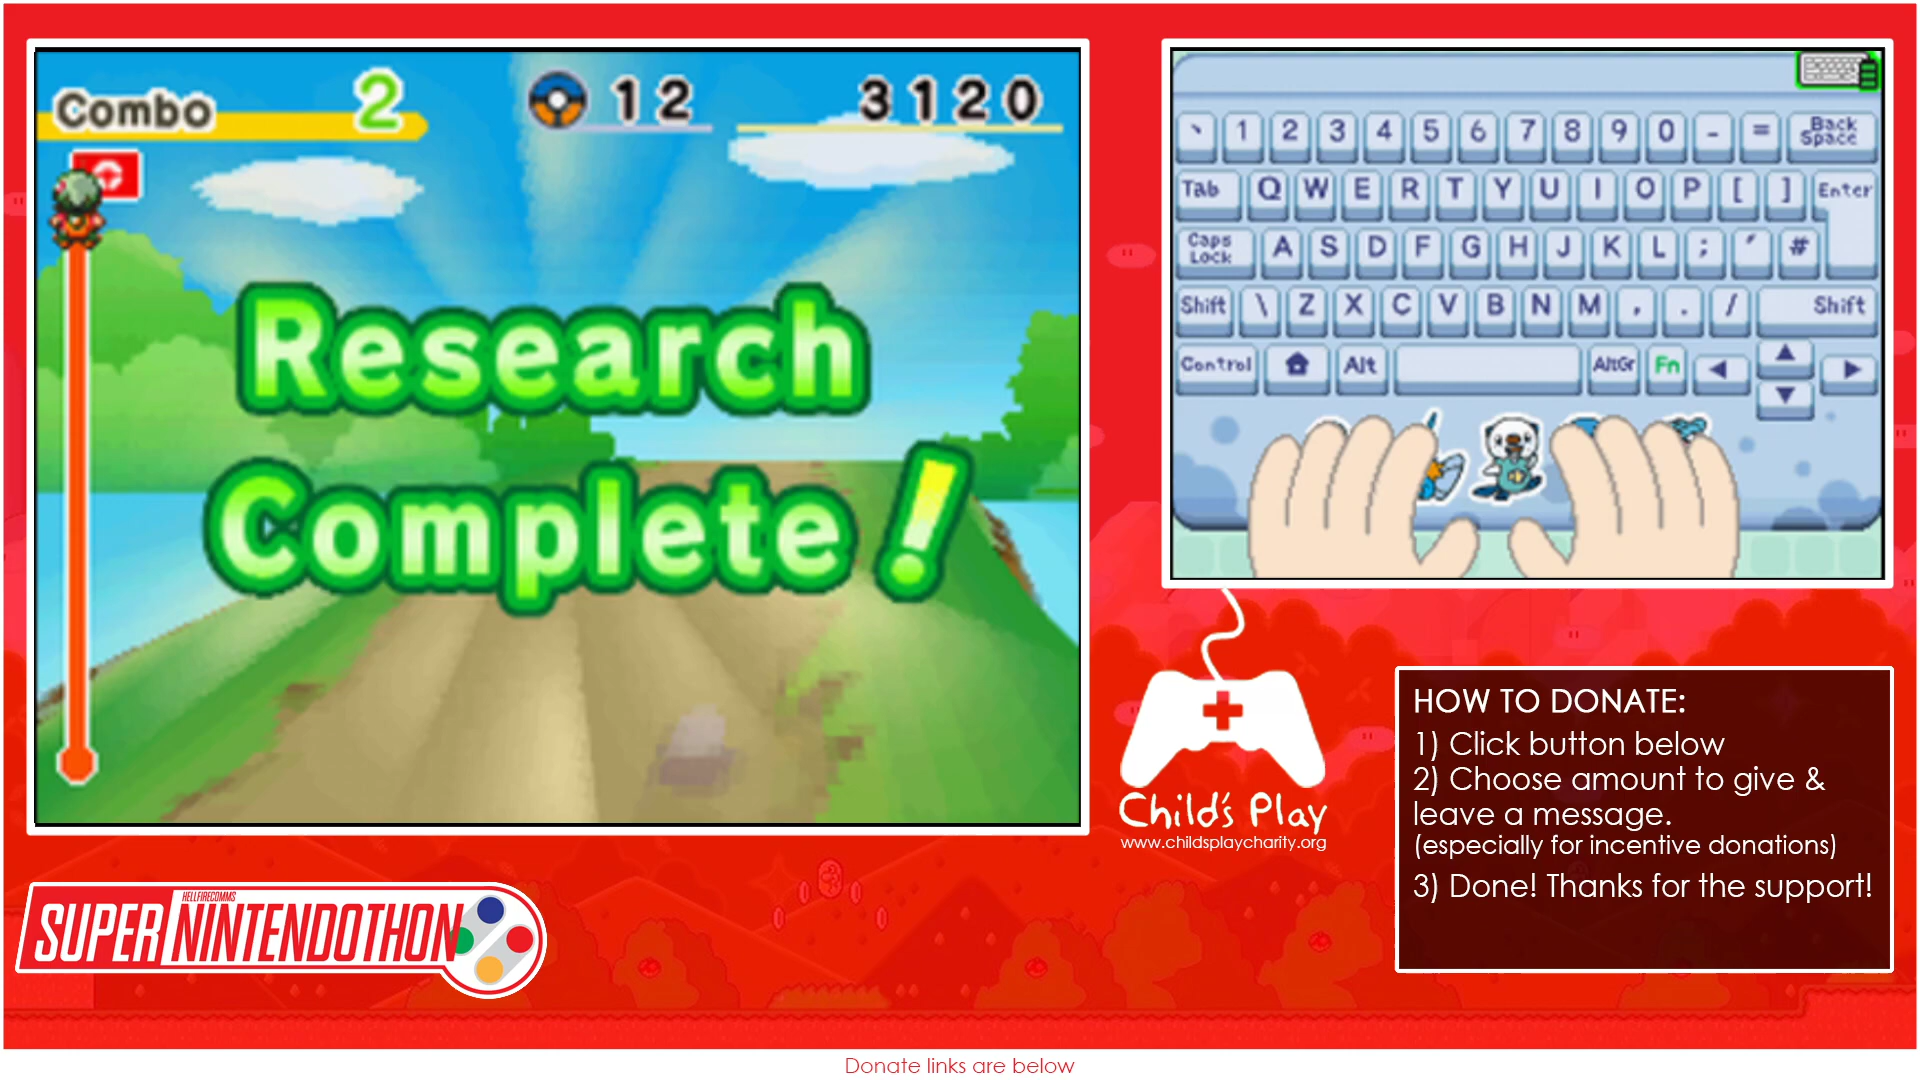 Combo 2 12 3120
Research
Complete!
` 1 2 3 4 5 6 7 8 9 0 - = Back Space
Tab Q W E R T Y U I O P [ ] Enter
Caps Lock A S D F G H J K L ; ' #
Shift \ Z X C V B N M , . / Shift
Control Alt AltGr Fn
Child's Play
www.childsplaycharity.org
HOW TO DONATE:
1) Click button below
2) Choose amount to give &
leave a message.
(especially for incentive donations)
3) Done! Thanks for the support!
HELLFIRECOMMS
SUPER NINTENDOTHON
Donate links are below